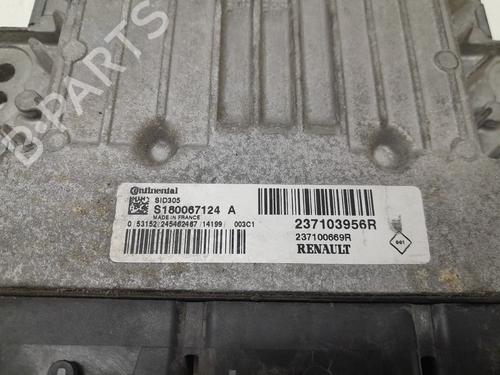 B-PARTS
Continental
SID305
S180067124 A
MADE IN FRANCE
0 53152 245462487 14199 003C1
237103956R
237100669R
RENAULT